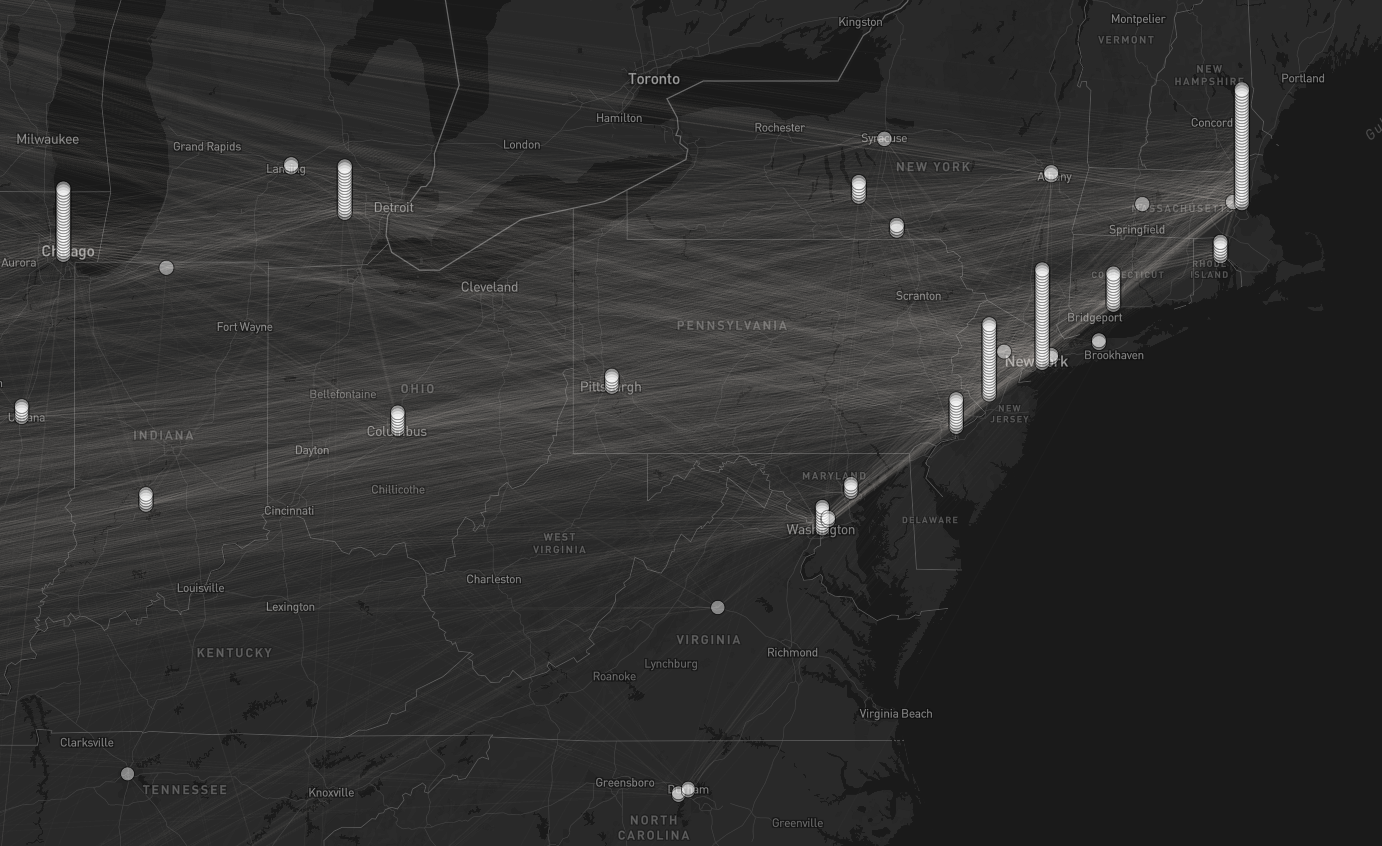 Kingston
Montpelier
VERMONT
Toronto
NEW
HAMPSHIRE
Portland
Hamilton
Rochester
Concord
Milwaukee
Grand Rapids
London
Syracuse
NEW YORK
Lansing
Albany
Detroit
MASSACHUSETTS
Springfield
Chicago
Aurora
RHODE
ISLAND
CONNECTICUT
Cleveland
Scranton
Bridgeport
Fort Wayne
PENNSYLVANIA
New York
Brookhaven
Pittsburgh
Bellefontaine
OHIO
NEW
JERSEY
Urbana
INDIANA
Columbus
Dayton
MARYLAND
Chillicothe
Cincinnati
DELAWARE
Washington
WEST
VIRGINIA
Charleston
Louisville
Lexington
VIRGINIA
KENTUCKY
Richmond
Lynchburg
Roanoke
Virginia Beach
Clarksville
Greensboro
Durham
TENNESSEE
Knoxville
NORTH
CAROLINA
Greenville